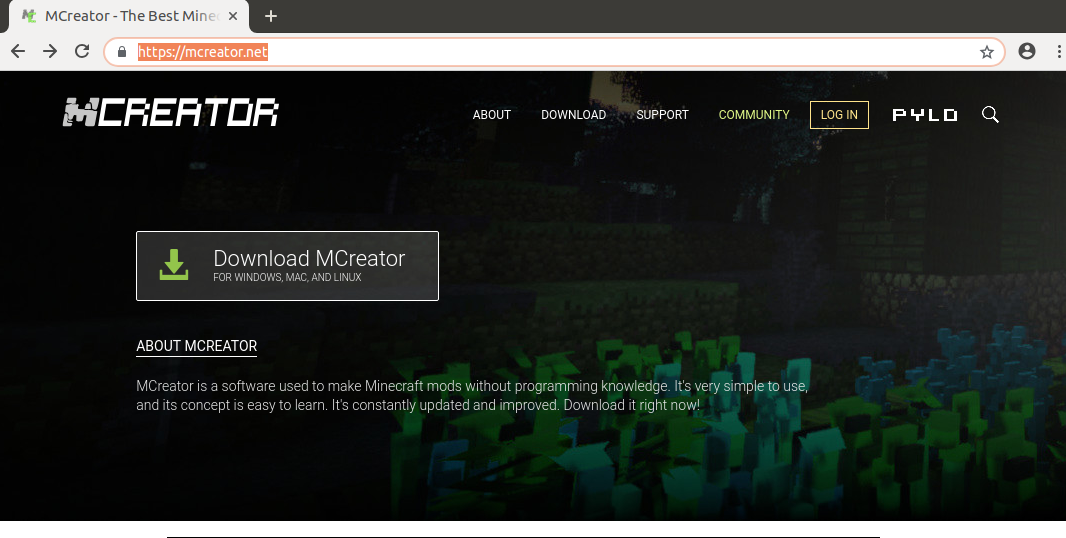 MCreator - The Best Mine
https://mcreator.net
MCREATOR
ABOUT DOWNLOAD SUPPORT COMMUNITY LOG IN PYLO
Download MCreator
FOR WINDOWS, MAC, AND LINUX
ABOUT MCREATOR
MCreator is a software used to make Minecraft mods without programming knowledge. It's very simple to use,
and its concept is easy to learn. It's constantly updated and improved. Download it right now!